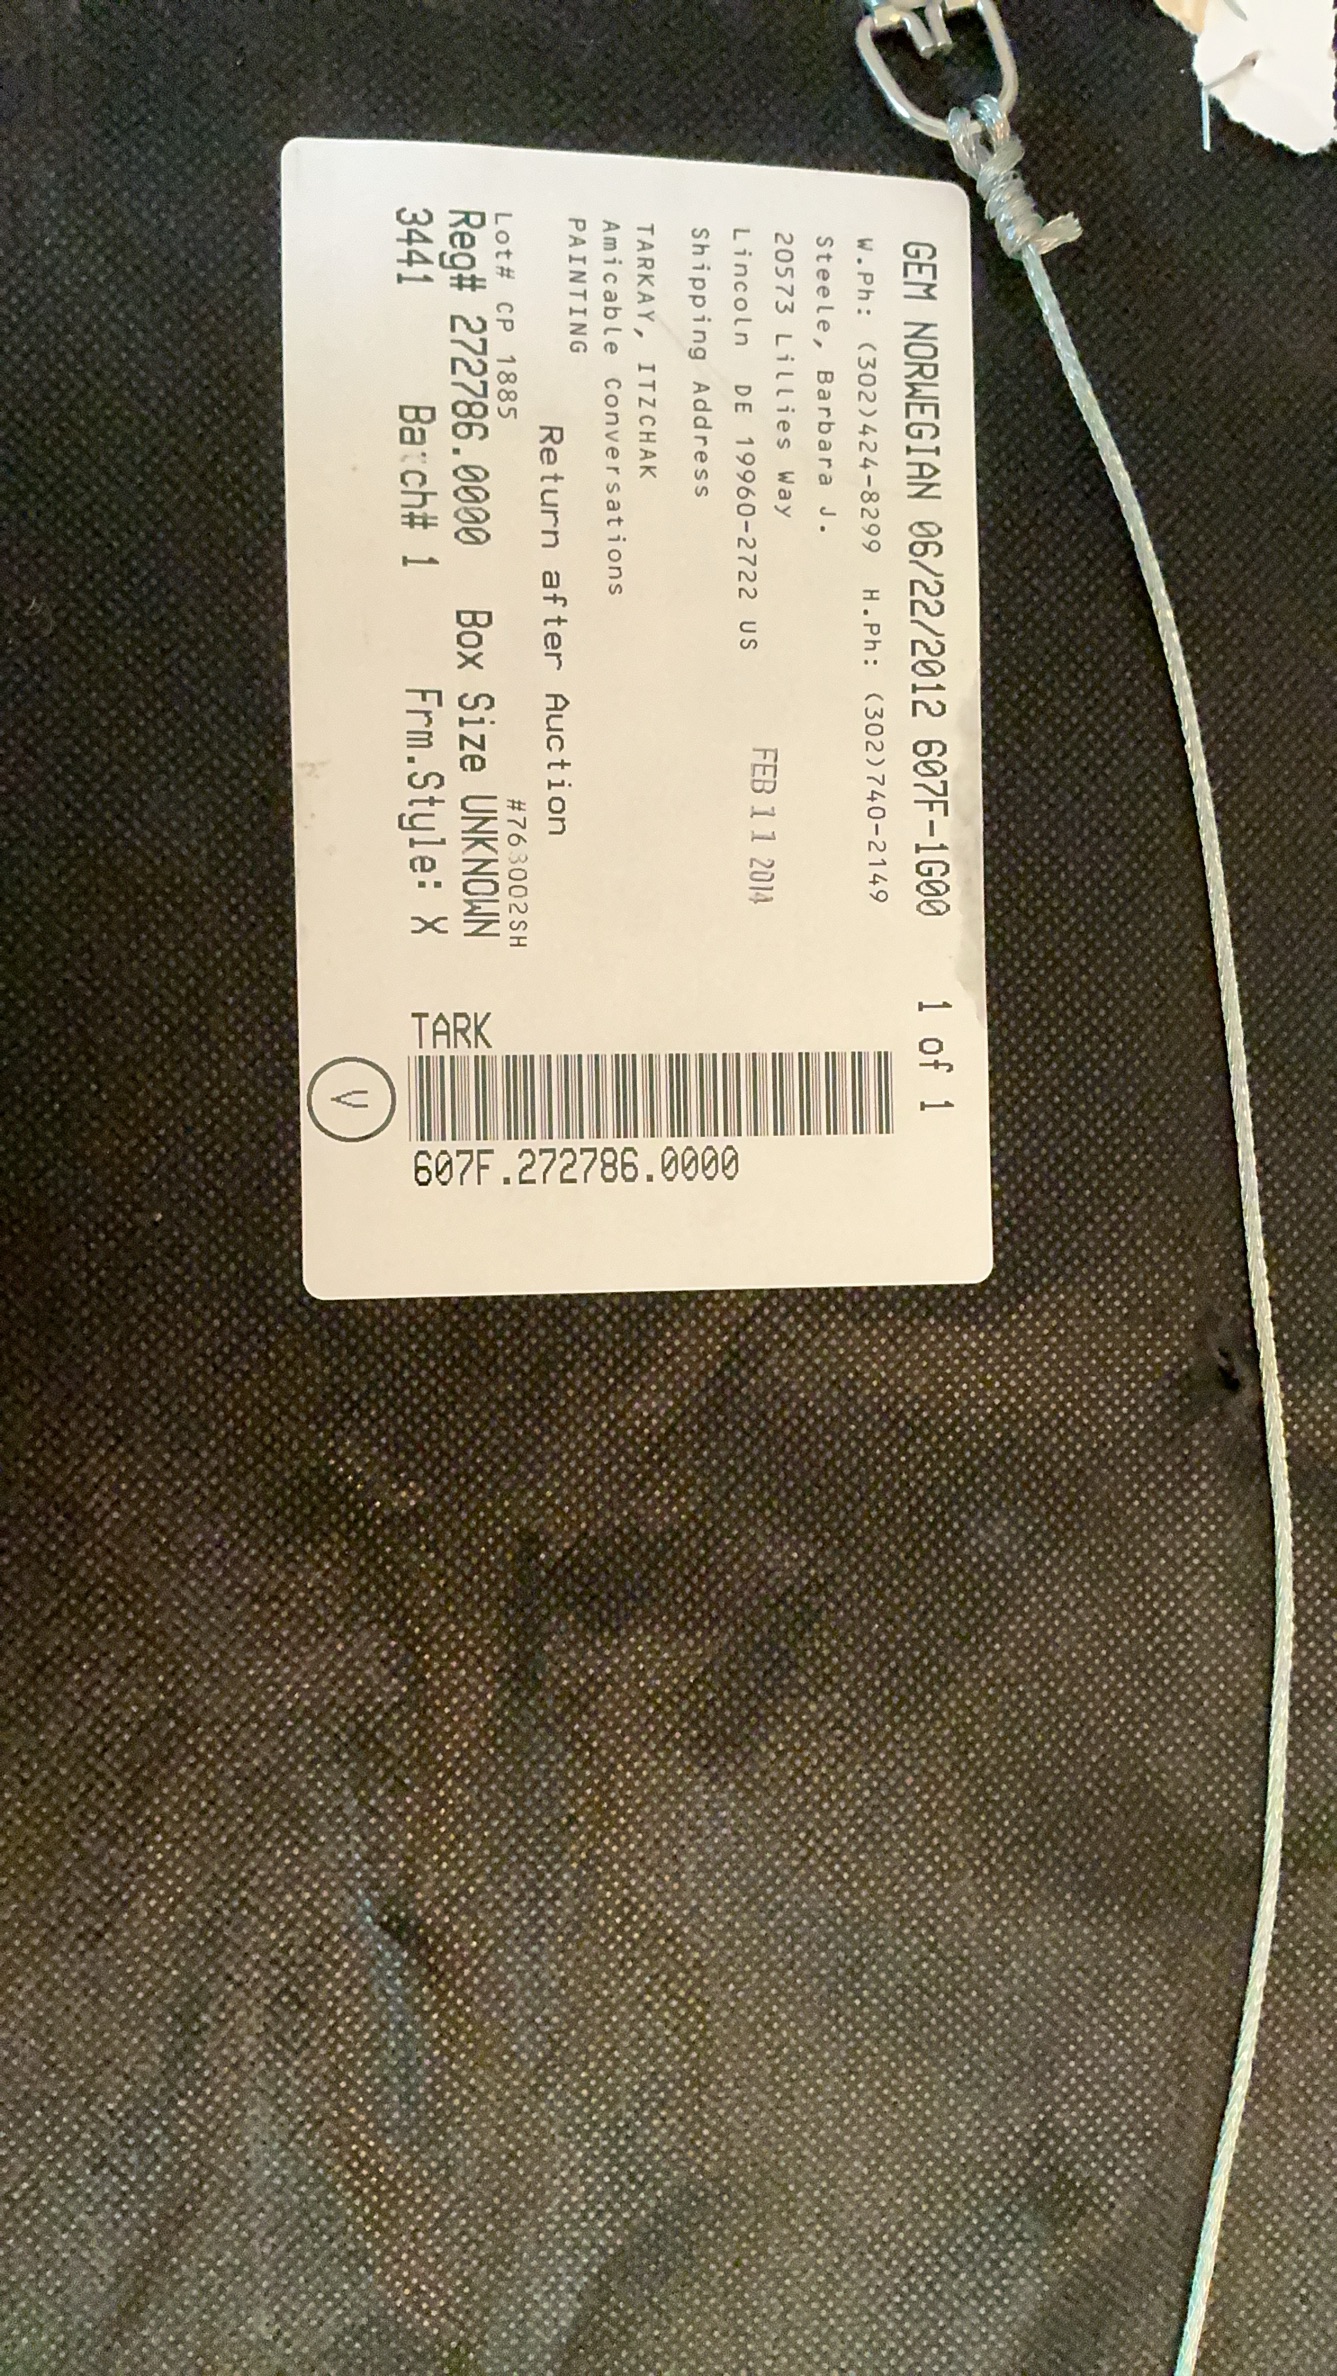 GEM NORWEGIAN 06/22/2012 607F-1G00 1 of 1
W.Ph: (302)424-8299 H.Ph: (302)740-2149
Steele, Barbara J.
20573 Lillies Way
Lincoln DE 19960-2722 US
FEB 11 2014
Shipping Address
TARKAY, ITZCHAK
Amicable Conversations
PAINTING
Return after Auction
Lot# CP 1885 #763002SH
Reg# 272786.0000 Box Size UNKNOWN
3441 Batch# 1 Frm.Style: X
TARK
607F.272786.0000
V